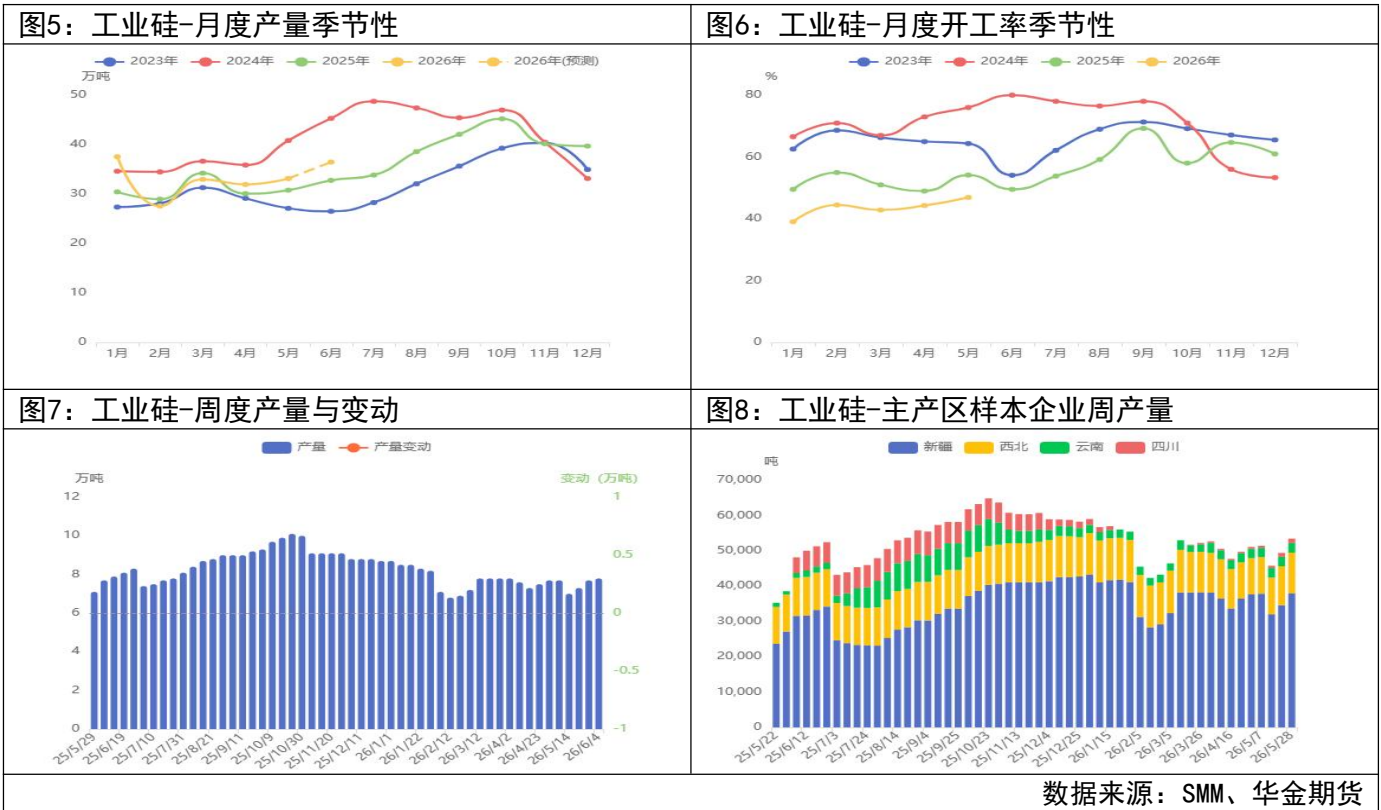 图5: 工业硅-月度产量季节性
2023年 2024年 2025年 2026年 2026年(预测)
万吨
50
40
30
20
10
0
1月 2月 3月 4月 5月 6月 7月 8月 9月 10月 11月 12月
图6: 工业硅-月度开工率季节性
2023年 2024年 2025年 2026年
%
80
60
40
20
0
1月 2月 3月 4月 5月 6月 7月 8月 9月 10月 11月 12月
图7: 工业硅-周度产量与变动
产量 产量变动
万吨 变动 (万吨)
12 1
10
8 0.5
6 0
4
2 -0.5
0 -1
25/5/29 25/6/19 25/7/10 25/7/31 25/8/21 25/9/11 25/10/9 25/10/30 25/11/20 25/12/11 26/1/1 26/1/22 26/2/12 26/3/12 26/4/2 26/4/23 26/5/14 26/6/4
图8: 工业硅-主产区样本企业周产量
新疆 西北 云南 四川
吨
70,000
60,000
50,000
40,000
30,000
20,000
10,000
0
25/5/22 25/6/12 25/7/3 25/7/24 25/8/14 25/9/4 25/9/25 25/10/23 25/11/13 25/12/4 25/12/25 26/1/15 26/2/5 26/3/5 26/3/26 26/4/16 26/5/7 26/5/28
数据来源: SMM、华金期货